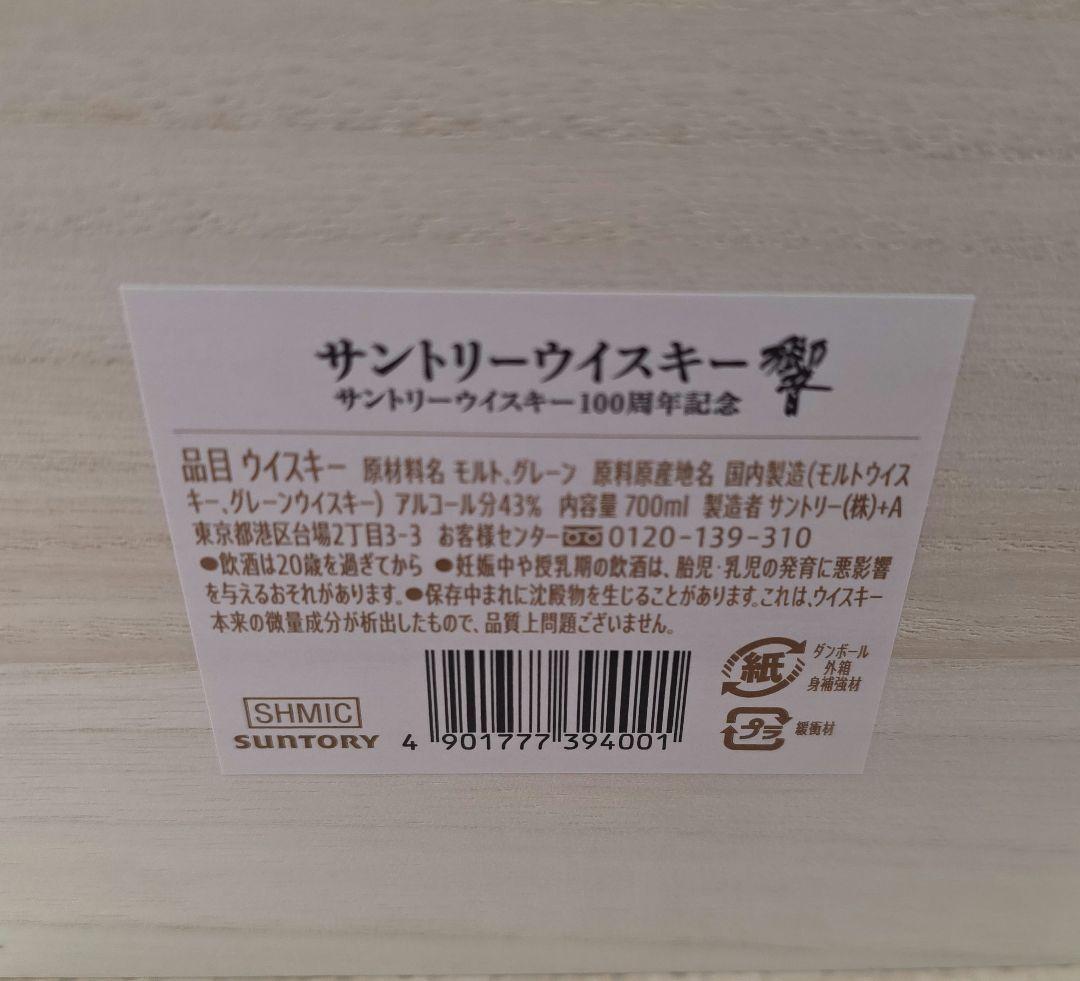 サントリーウイスキー 響
サントリーウイスキー100周年記念
品目 ウイスキー 原材料名 モルト、グレーン 原料原産地名 国内製造(モルトウイス
キー、グレーンウイスキー) アルコール分43% 内容量 700ml 製造者 サントリー(株)+A
東京都港区台場2丁目3-3 お客様センター 0120-139-310
●飲酒は20歳を過ぎてから ●妊娠中や授乳期の飲酒は、胎児・乳児の発育に悪影響
を与えるおそれがあります。●保存中まれに沈殿物を生じることがあります。これは、ウイスキー
本来の微量成分が析出したもので、品質上問題ございません。
紙 ダンボール
外箱
身補強材
プラ 緩衝材
SHMIC
SUNTORY
4 901777 394001